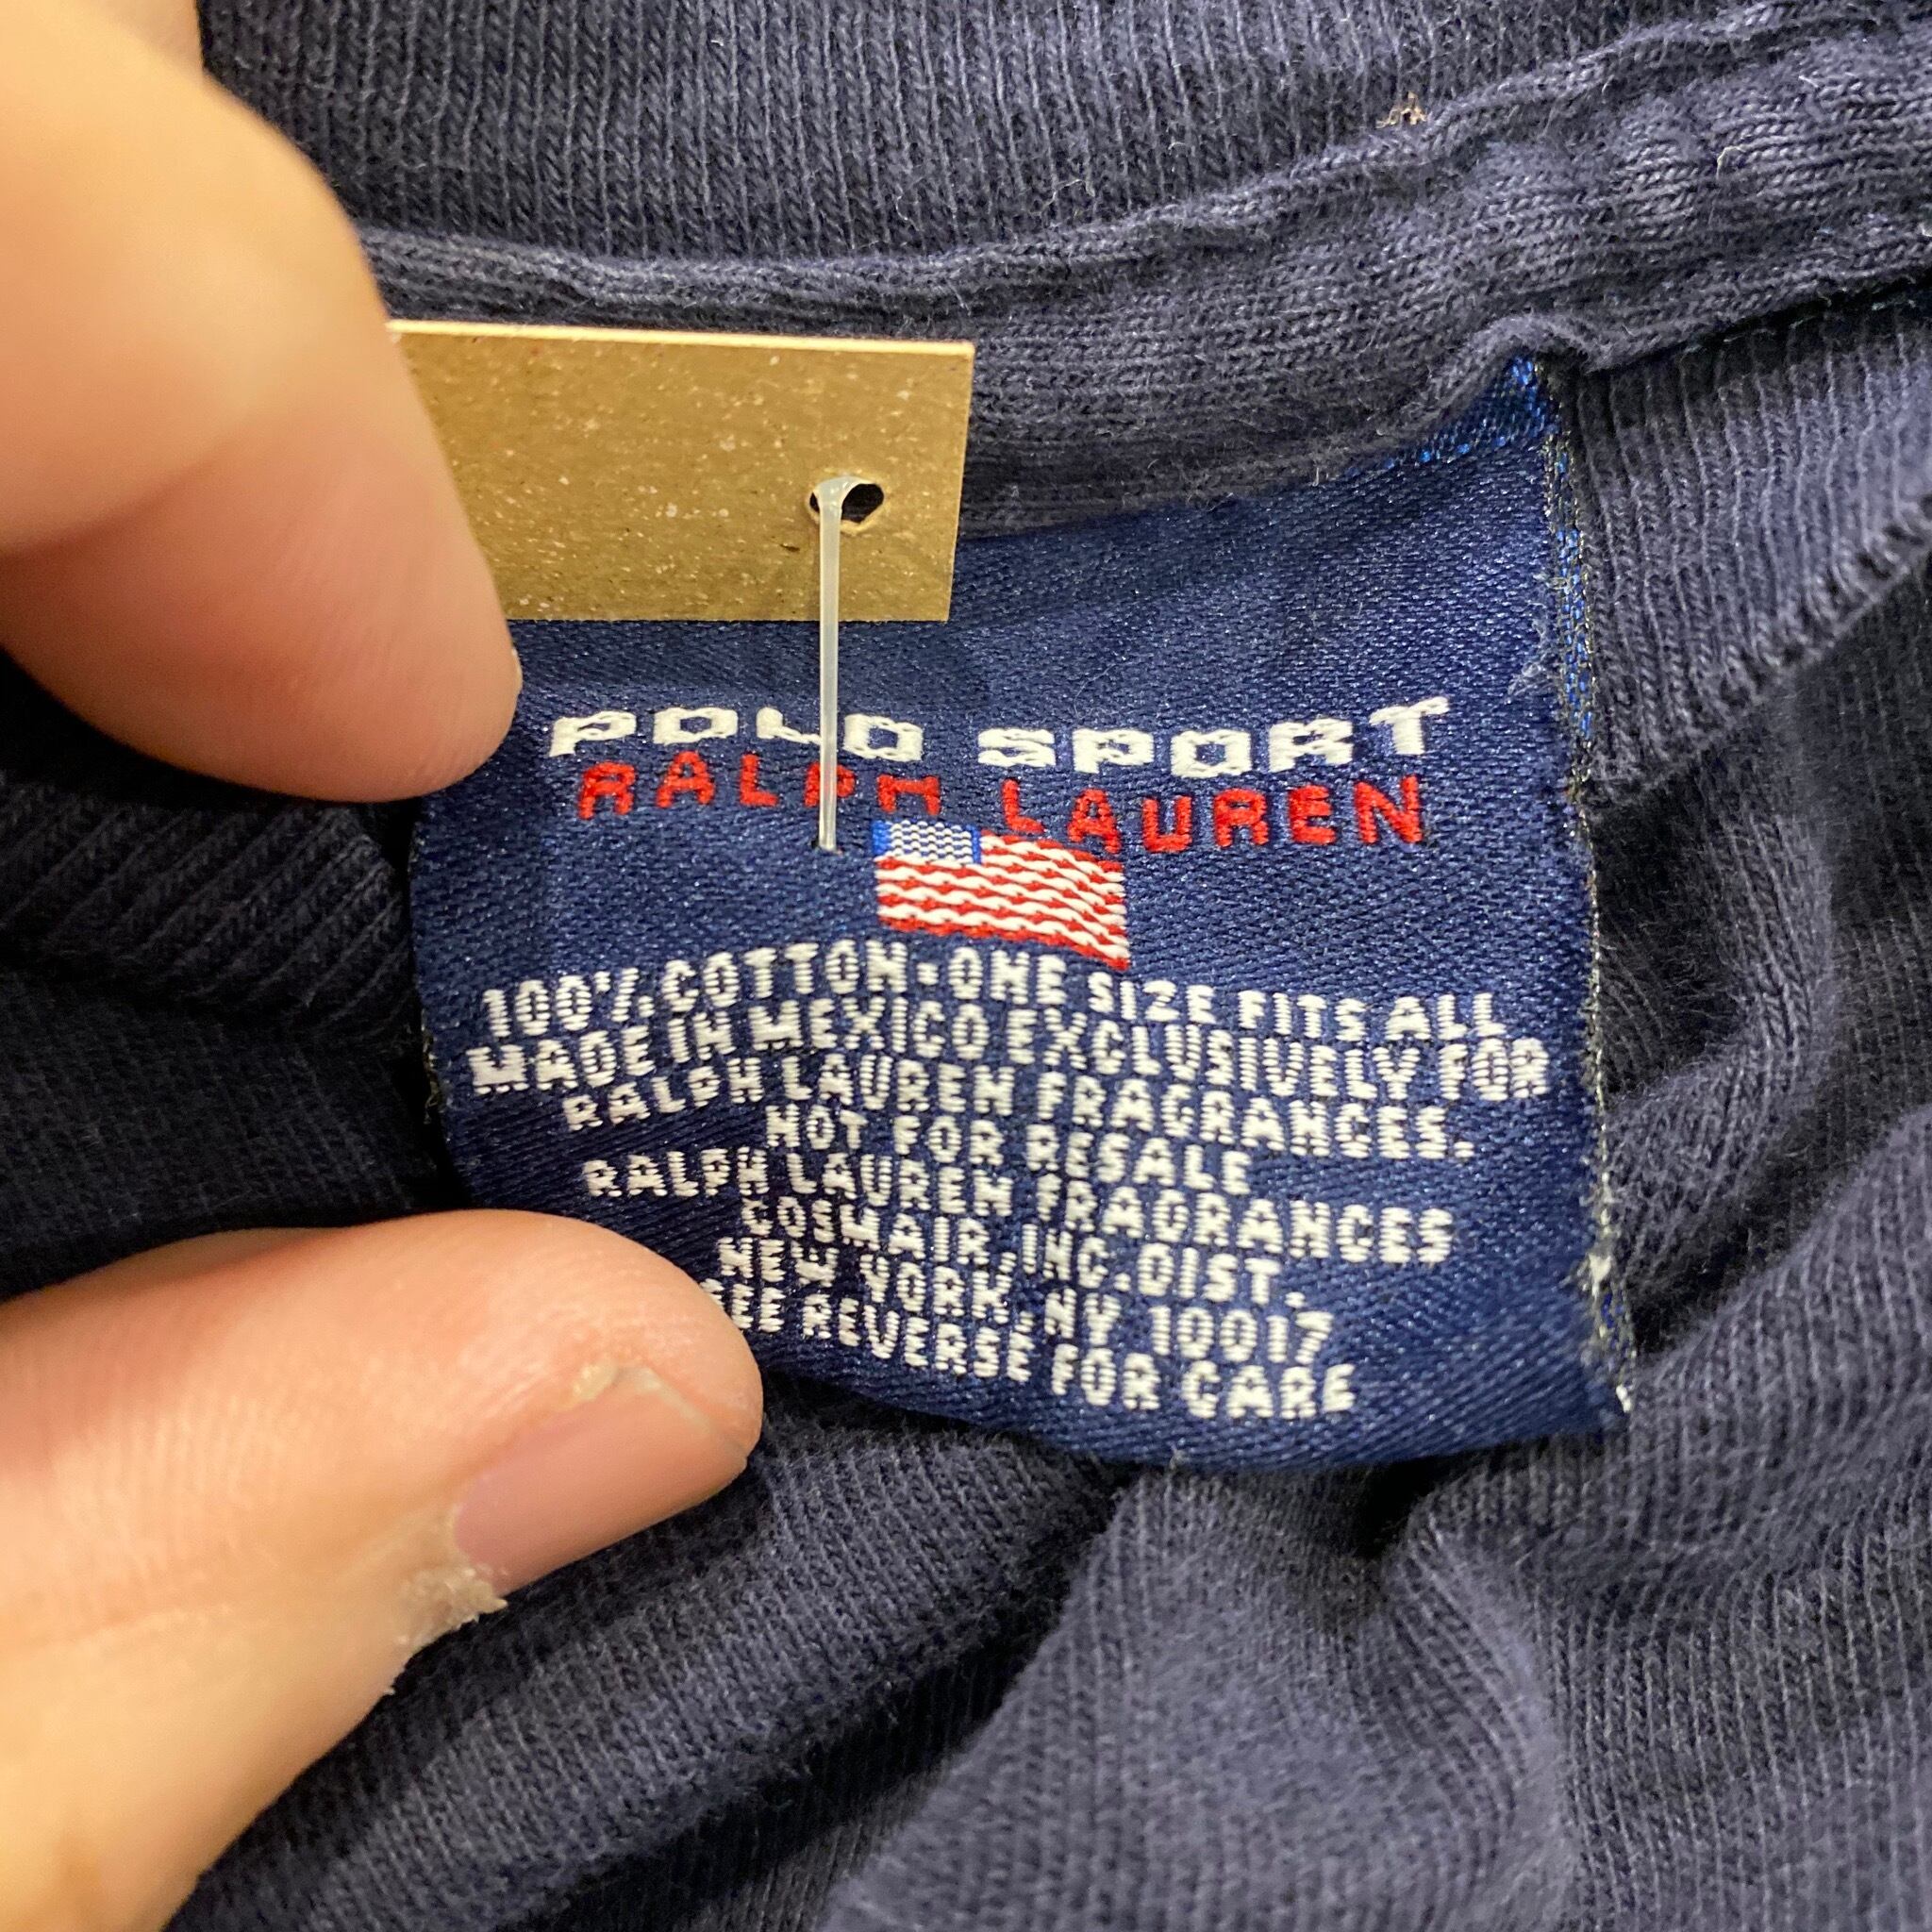 POLO SPORT
RALPH LAUREN
100% COTTON•ONE SIZE FITS ALL
MADE IN MEXICO EXCLUSIVELY FOR
RALPH LAUREN FRAGRANCES.
NOT FOR RESALE
RALPH LAUREN FRAGRANCES
COSMAIR, INC. DIST.
NEW YORK, NY 10017
SEE REVERSE FOR CARE